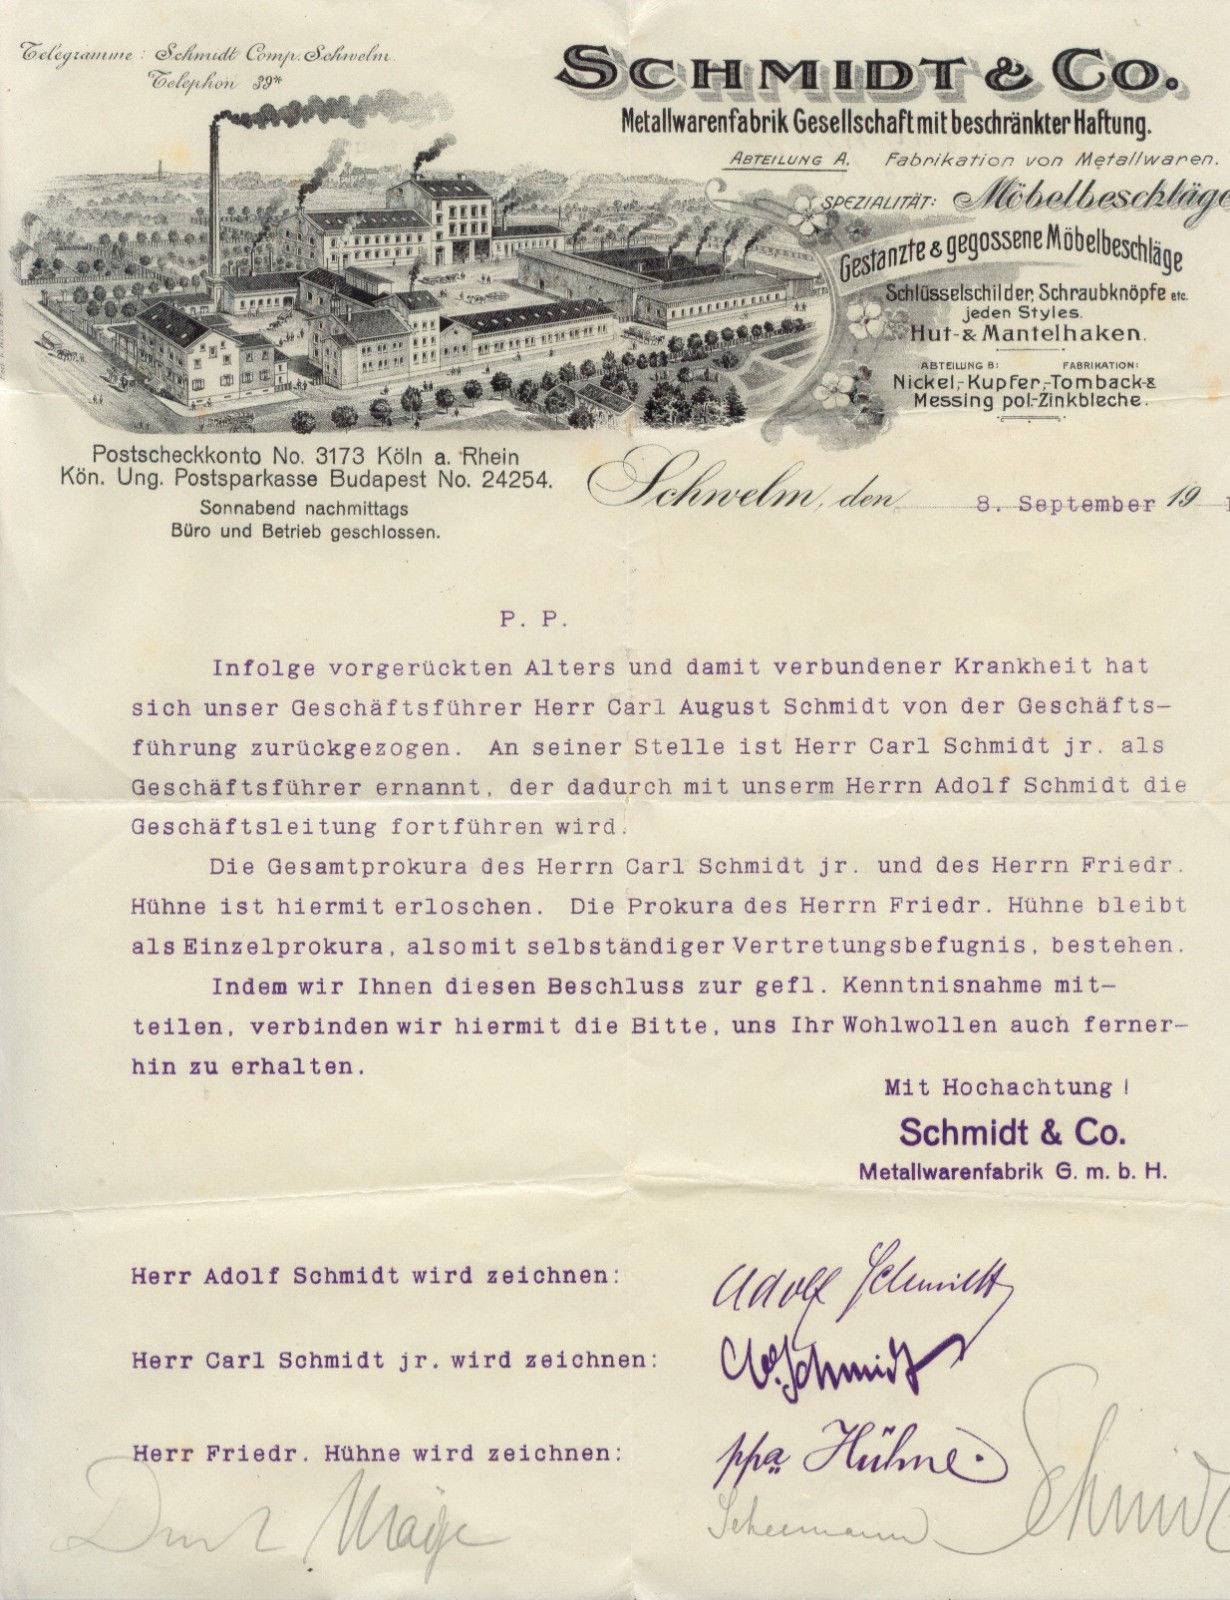 Telegramme: Schmidt Comp. Schwelm.
Telephon 39
SCHMIDT & CO.
Metallwarenfabrik Gesellschaft mit beschränkter Haftung.
ABTEILUNG A. Fabrikation von Metallwaren.
SPEZIALITÄT: Möbelbeschläge
Gestanzte & gegossene Möbelbeschläge
Schlüsselschilder, Schraubknöpfe etc.
jeden Styles.
Hut- & Mantelhaken.
ABTEILUNG B: FABRIKATION:
Nickel,- Kupfer,- Tomback- &
Messing pol.-Zinkbleche.
Postscheckkonto No. 3173 Köln a. Rhein
Kön. Ung. Postsparkasse Budapest No. 24254.
Sonnabend nachmittags
Büro und Betrieb geschlossen.
Schwelm, den 8. September 19
P. P.
Infolge vorgerückten Alters und damit verbundener Krankheit hat
sich unser Geschäftsführer Herr Carl August Schmidt von der Geschäfts-
führung zurückgezogen. An seiner Stelle ist Herr Carl Schmidt jr. als
Geschäftsführer ernannt, der dadurch mit unserm Herrn Adolf Schmidt die
Geschäftsleitung fortführen wird.
Die Gesamtprokura des Herrn Carl Schmidt jr. und des Herrn Friedr.
Hühne ist hiermit erloschen. Die Prokura des Herrn Friedr. Hühne bleibt
als Einzelprokura, also mit selbständiger Vertretungsbefugnis, bestehen.
Indem wir Ihnen diesen Beschluss zur gefl. Kenntnisnahme mit-
teilen, verbinden wir hiermit die Bitte, uns Ihr Wohlwollen auch ferner-
hin zu erhalten.
Mit Hochachtung!
Schmidt & Co.
Metallwarenfabrik G. m. b. H.
Herr Adolf Schmidt wird zeichnen: Adolf Schmidt
Herr Carl Schmidt jr. wird zeichnen: C. Schmidt
Herr Friedr. Hühne wird zeichnen: ppa Hühne.
Schmidt